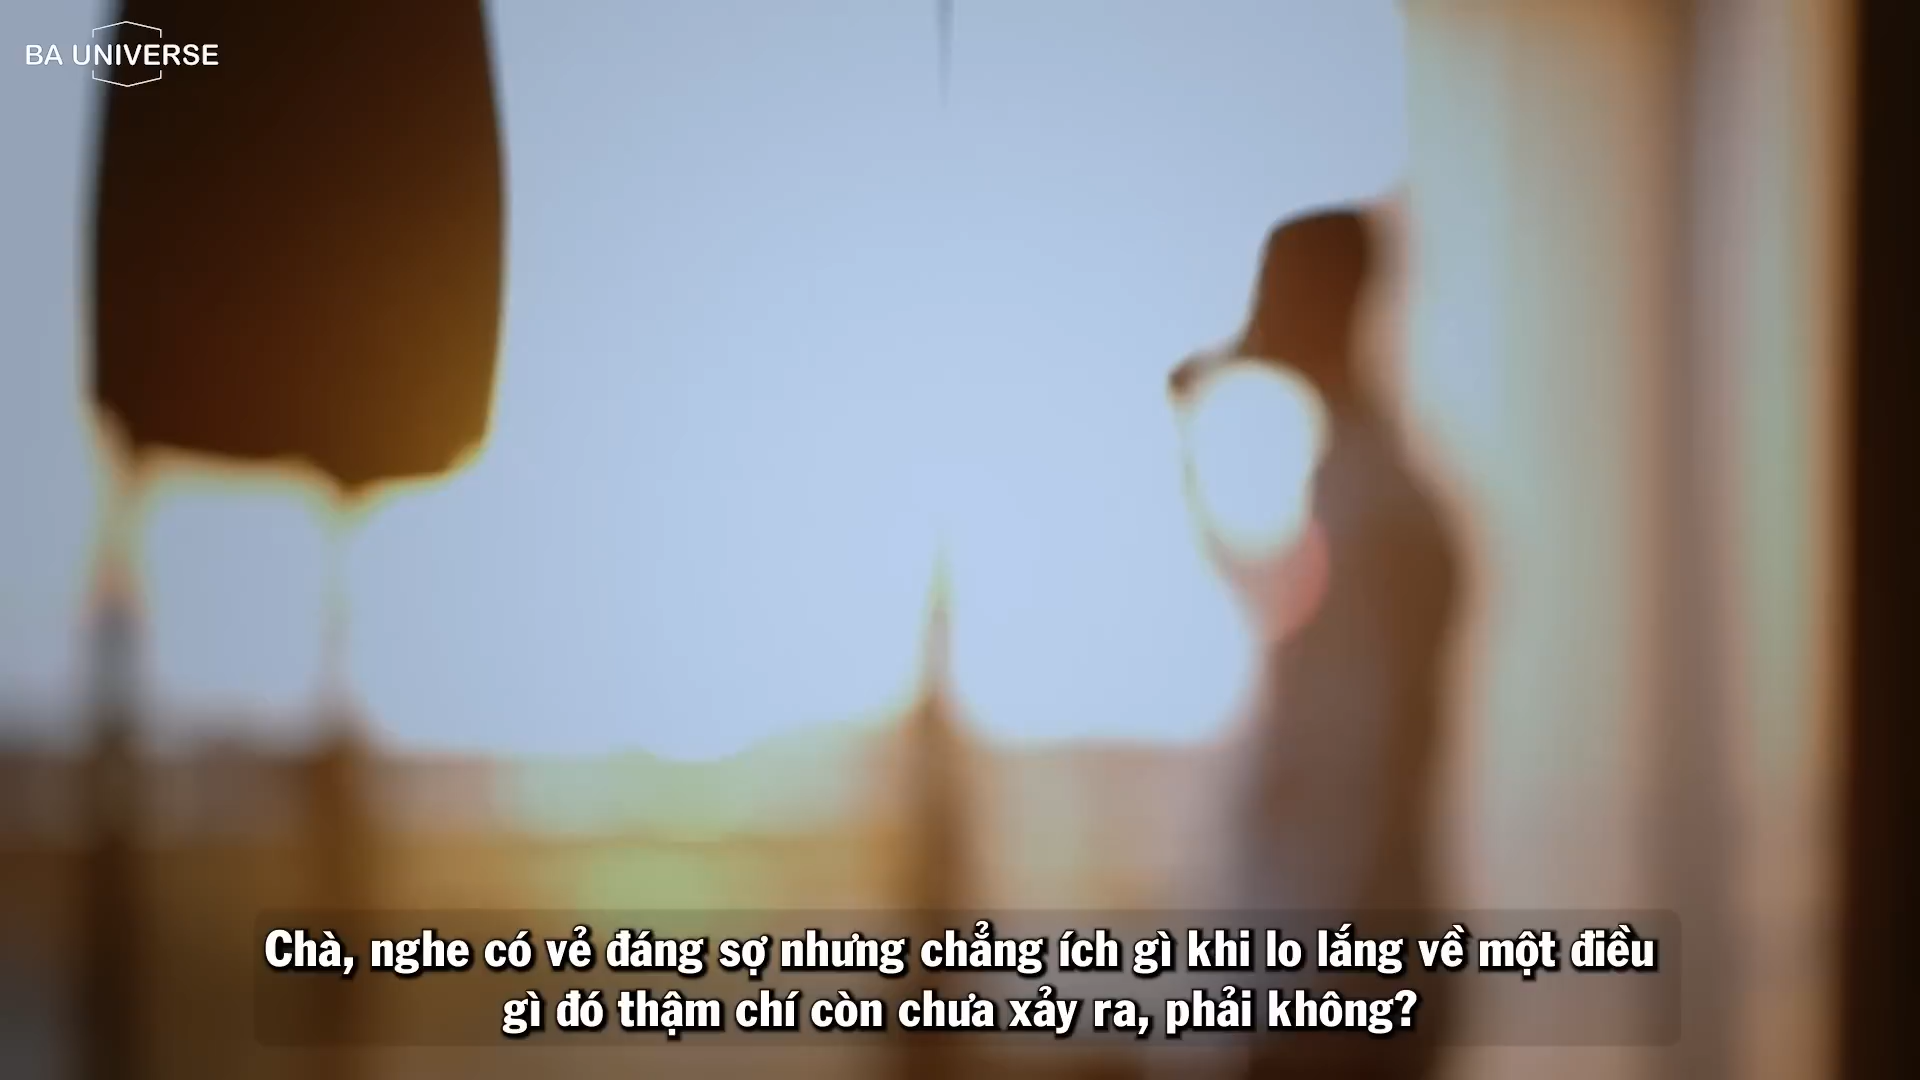 BA UNIVERSE
Chà, nghe có vẻ đáng sợ nhưng chẳng ích gì khi lo lắng về một điều
gì đó thậm chí còn chưa xảy ra, phải không?